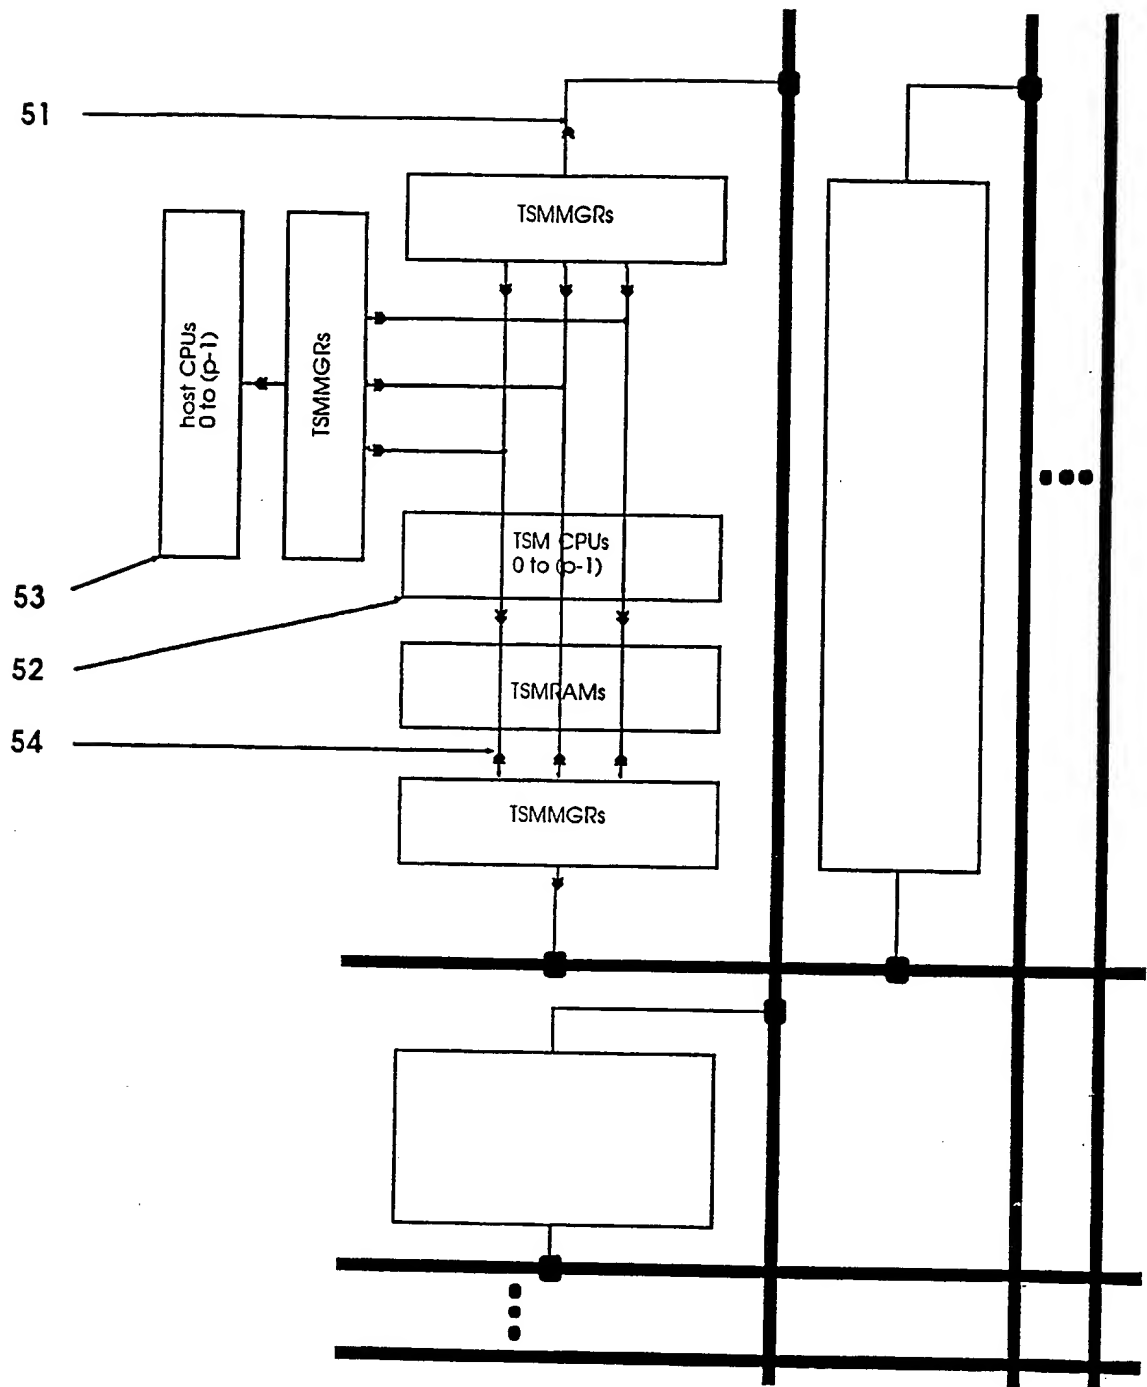 51
TSMMGRs
host CPUs
0 to (p-1)
TSMMGRs
TSM CPUs
0 to (p-1)
53
52
TSMRAMs
54
TSMMGRs